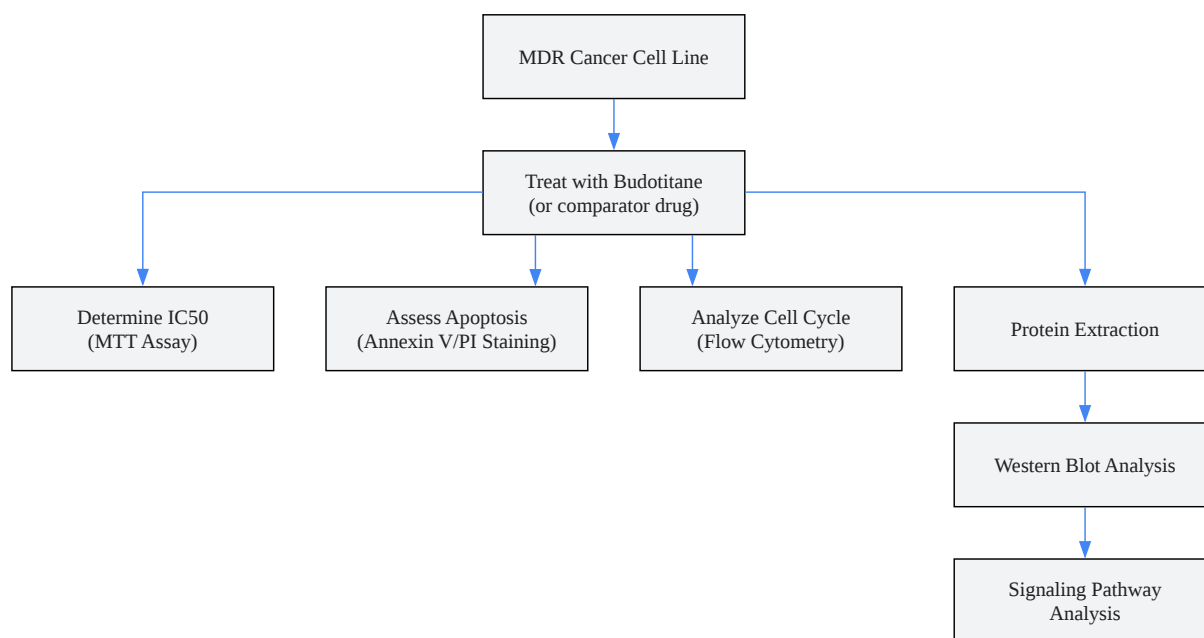 MDR Cancer Cell Line
Treat with Budotitane
(or comparator drug)
Determine IC50
(MTT Assay)
Assess Apoptosis
(Annexin V/PI Staining)
Analyze Cell Cycle
(Flow Cytometry)
Protein Extraction
Western Blot Analysis
Signaling Pathway
Analysis